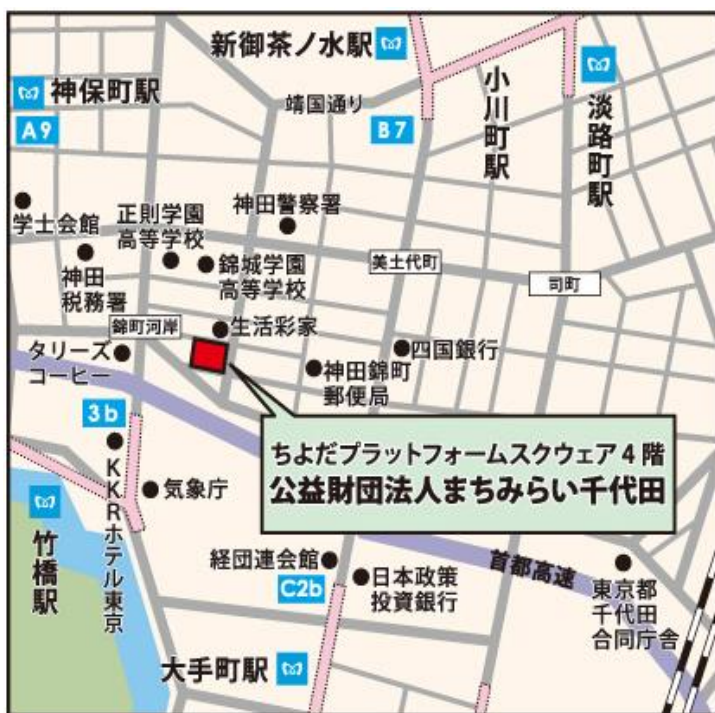 新御茶ノ水駅
神保町駅
A9
靖国通り
B7
小川町駅
淡路町駅
学士会館
正則学園
高等学校
神田警察署
神田
税務署
錦城学園
高等学校
美土代町
司町
錦町河岸
生活彩家
タリーズ
コーヒー
四国銀行
神田錦町
郵便局
3b
ちよだプラットフォームスクウェア4階
公益財団法人まちみらい千代田
KKRホテル東京
気象庁
竹橋駅
経団連会館
C2b
日本政策
投資銀行
首都高速
東京都
千代田
合同庁舎
大手町駅